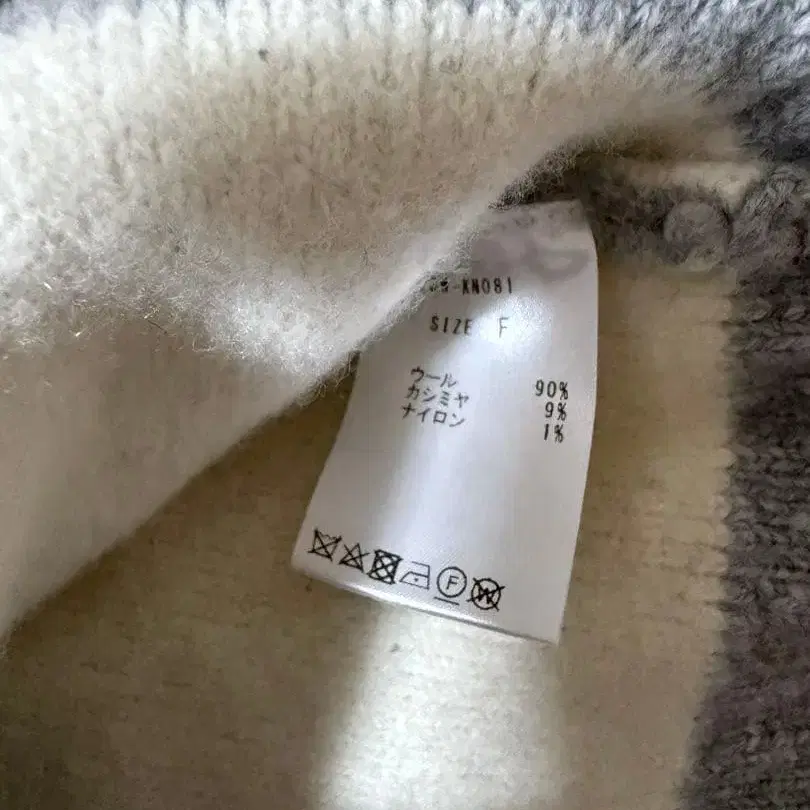 KN081
SIZE F
ウール 90%
カシミヤ 9%
ナイロン 1%
F W